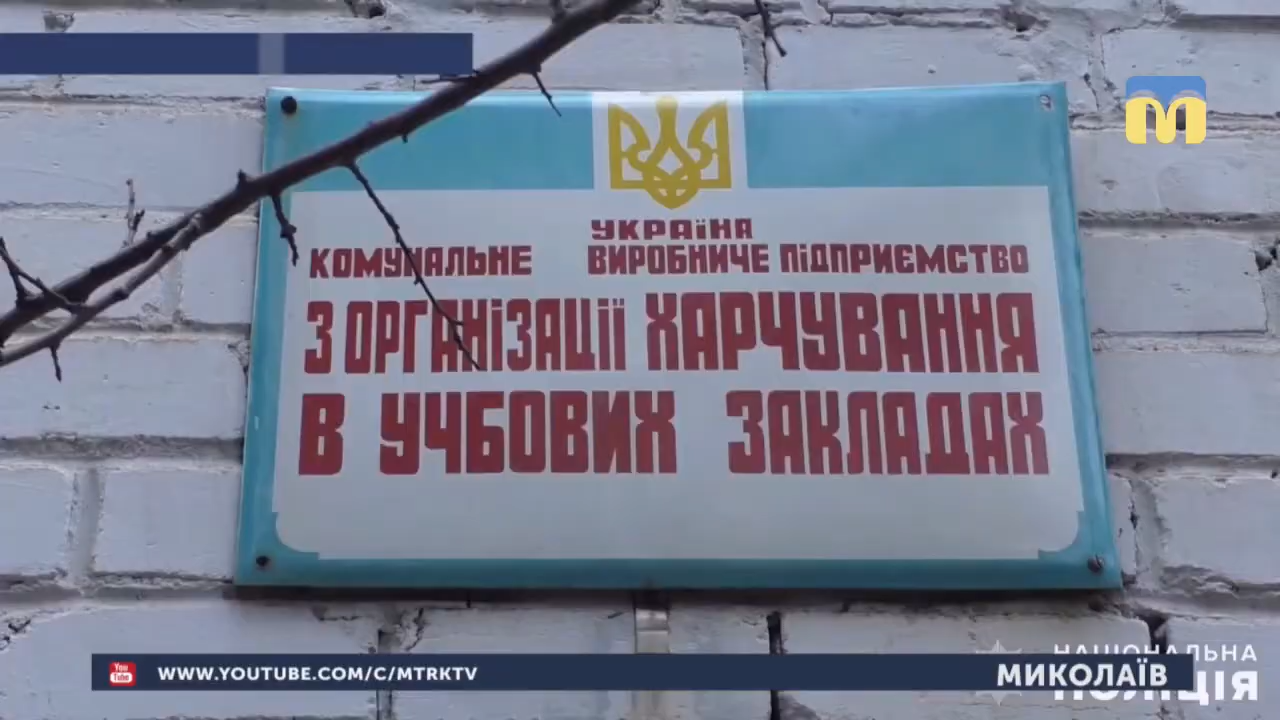 УКРАЇНА
КОМУНАЛЬНЕ ВИРОБНИЧЕ ПІДПРИЄМСТВО
З ОРГАНІЗАЦІЇ ХАРЧУВАННЯ
В УЧБОВИХ ЗАКЛАДАХ
WWW.YOUTUBE.COM/C/MTRKTV
МИКОЛАЇВ
НАЦІОНАЛЬНА
ПОЛІЦІЯ